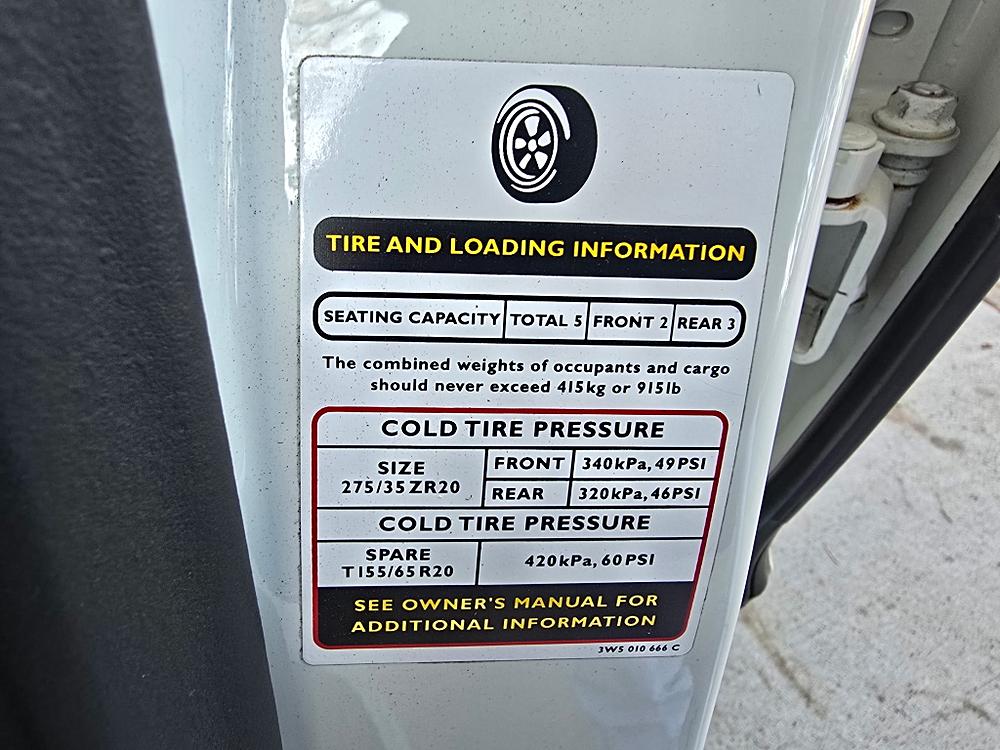 TIRE AND LOADING INFORMATION
SEATING CAPACITY TOTAL 5 FRONT 2 REAR 3
The combined weights of occupants and cargo
should never exceed 415kg or 915lb
COLD TIRE PRESSURE
SIZE
275/35 ZR20
FRONT 340kPa, 49PSI
REAR 320kPa, 46PSI
COLD TIRE PRESSURE
SPARE
T155/65R20
420kPa, 60PSI
SEE OWNER'S MANUAL FOR
ADDITIONAL INFORMATION
3W5 010 666 C